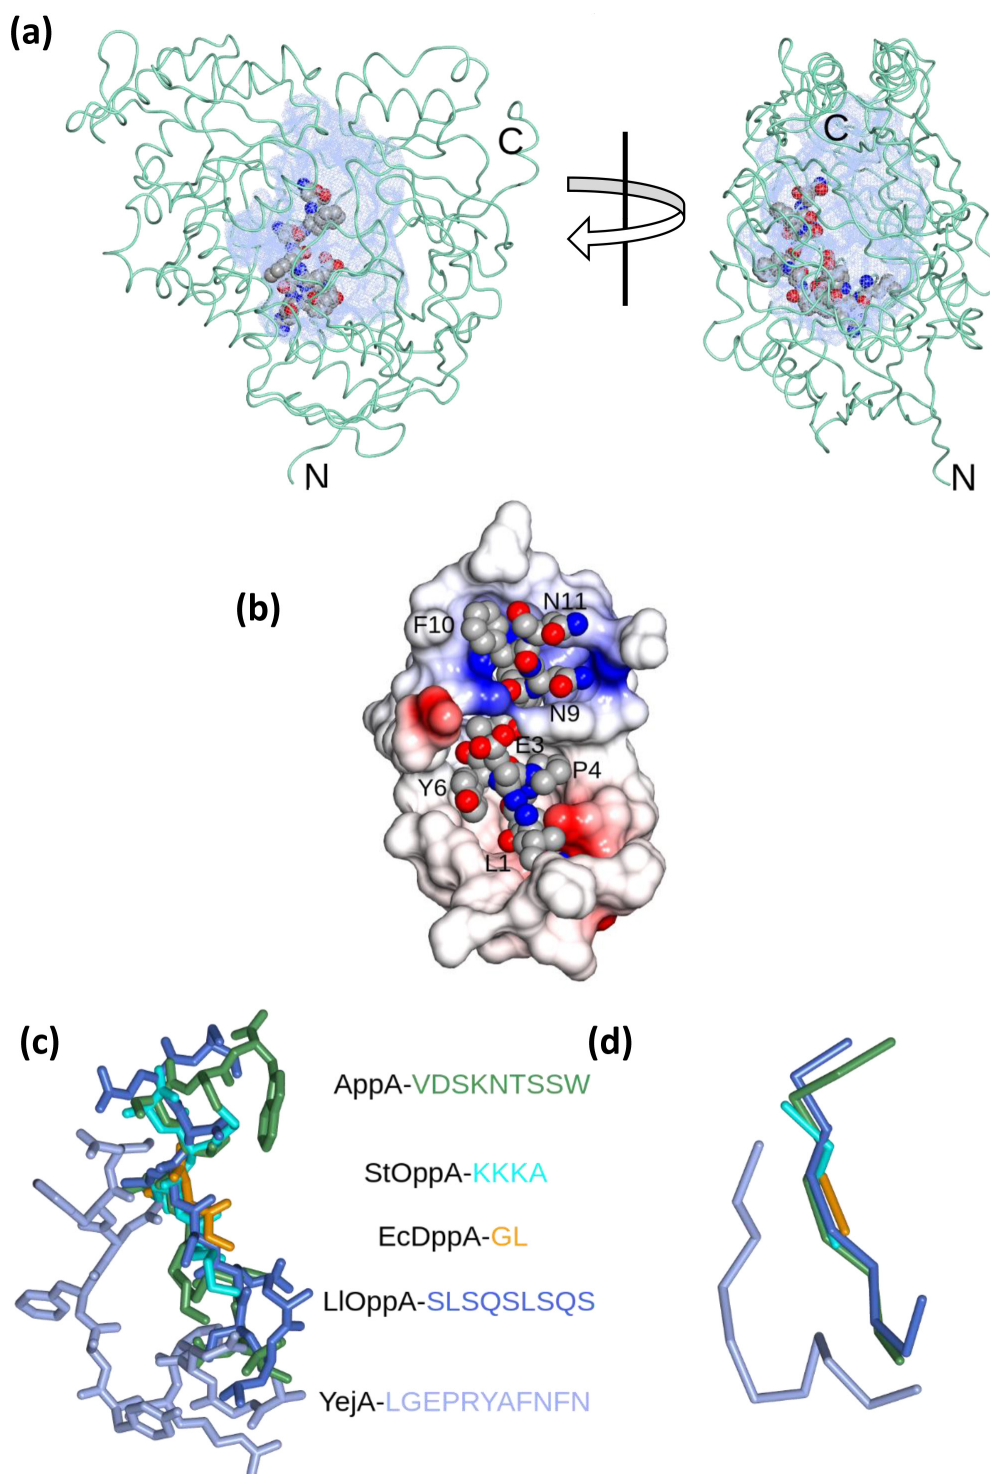 (a)
C
C
N
N
(b)
N11
F10
N9
E3
P4
Y6
L1
(c)
(d)
AppA-VDSKNTSSW
StOppA-KKKA
EcDppA-GL
LlOppA-SLSQSLSQS
YejA-LGEPRYAFNFN